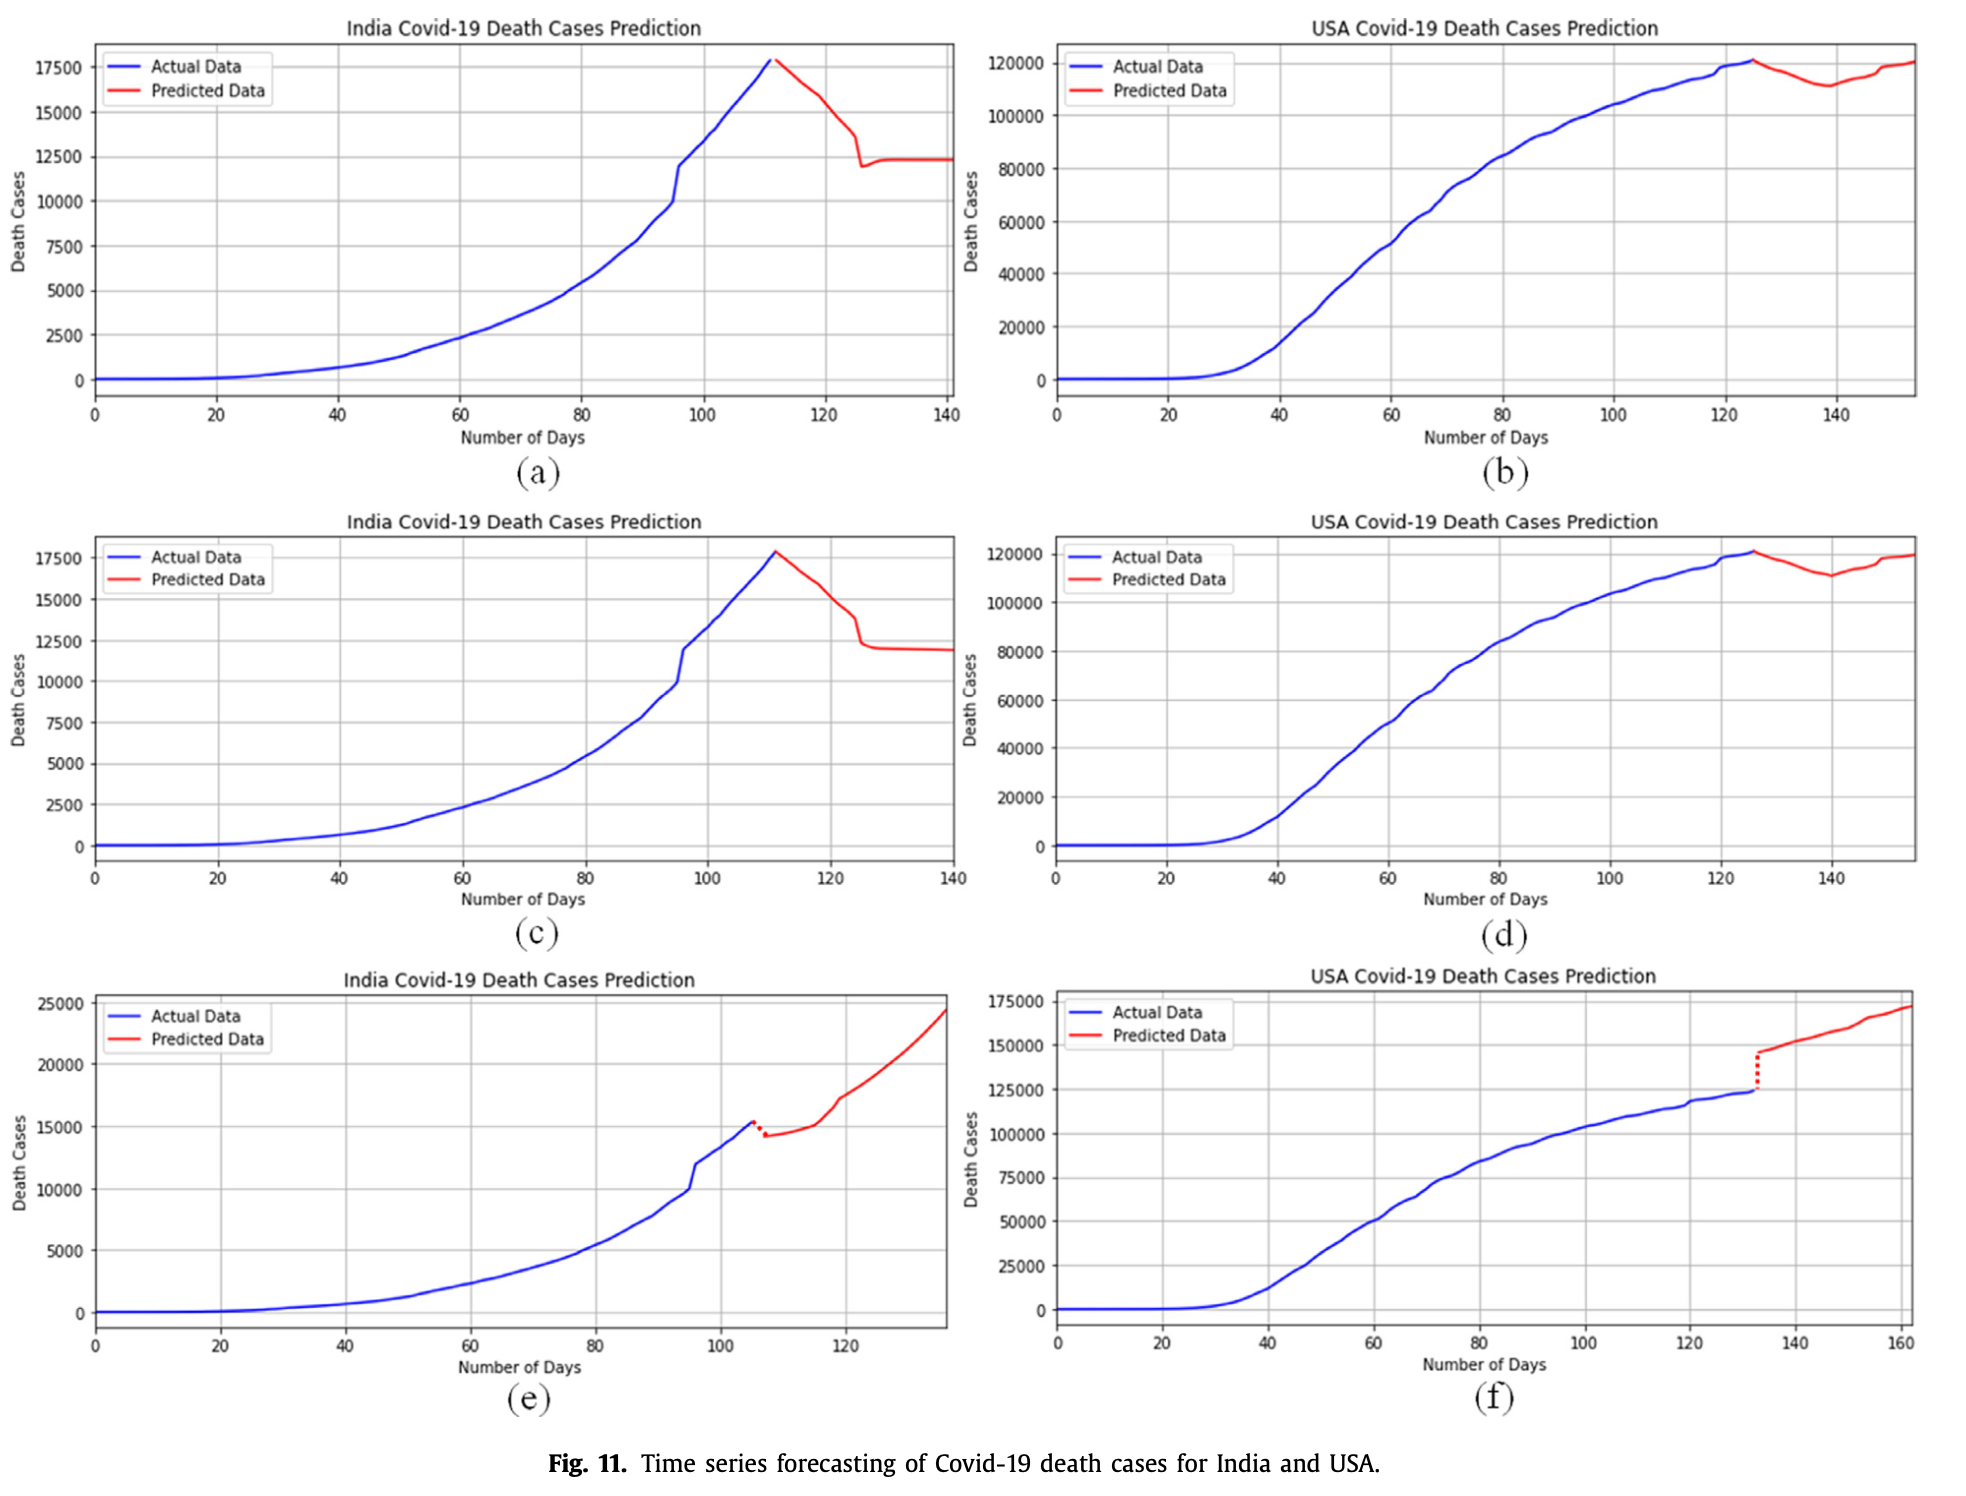 India Covid-19 Death Cases Prediction
Actual Data
Predicted Data
17500
15000
12500
10000
7500
5000
2500
0
Death Cases
0 20 40 60 80 100 120 140
Number of Days
(a)
USA Covid-19 Death Cases Prediction
Actual Data
Predicted Data
120000
100000
80000
60000
40000
20000
0
Death Cases
0 20 40 60 80 100 120 140
Number of Days
(b)
India Covid-19 Death Cases Prediction
Actual Data
Predicted Data
17500
15000
12500
10000
7500
5000
2500
0
Death Cases
0 20 40 60 80 100 120 140
Number of Days
(c)
USA Covid-19 Death Cases Prediction
Actual Data
Predicted Data
120000
100000
80000
60000
40000
20000
0
Death Cases
0 20 40 60 80 100 120 140
Number of Days
(d)
India Covid-19 Death Cases Prediction
Actual Data
Predicted Data
25000
20000
15000
10000
5000
0
Death Cases
0 20 40 60 80 100 120
Number of Days
(e)
USA Covid-19 Death Cases Prediction
Actual Data
Predicted Data
175000
150000
125000
100000
75000
50000
25000
0
Death Cases
0 20 40 60 80 100 120 140 160
Number of Days
(f)
Fig. 11. Time series forecasting of Covid-19 death cases for India and USA.